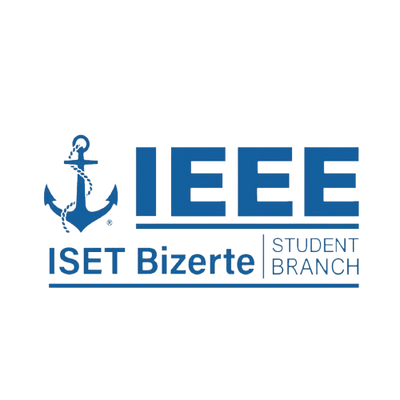 IEEE
®
ISET Bizerte
STUDENT
BRANCH